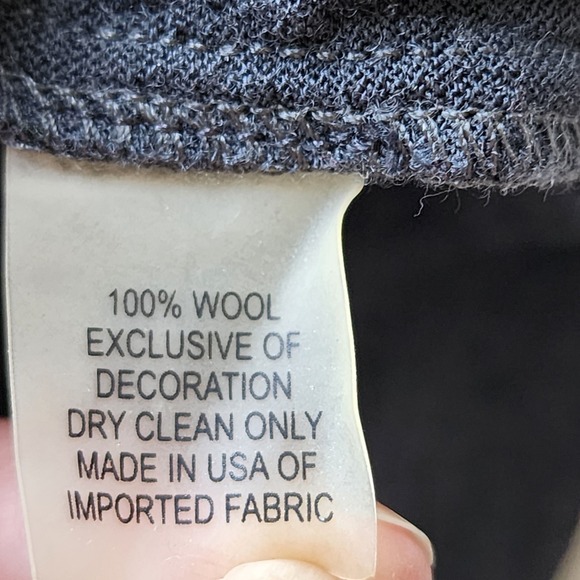 100% WOOL
EXCLUSIVE OF
DECORATION
DRY CLEAN ONLY
MADE IN USA OF
IMPORTED FABRIC